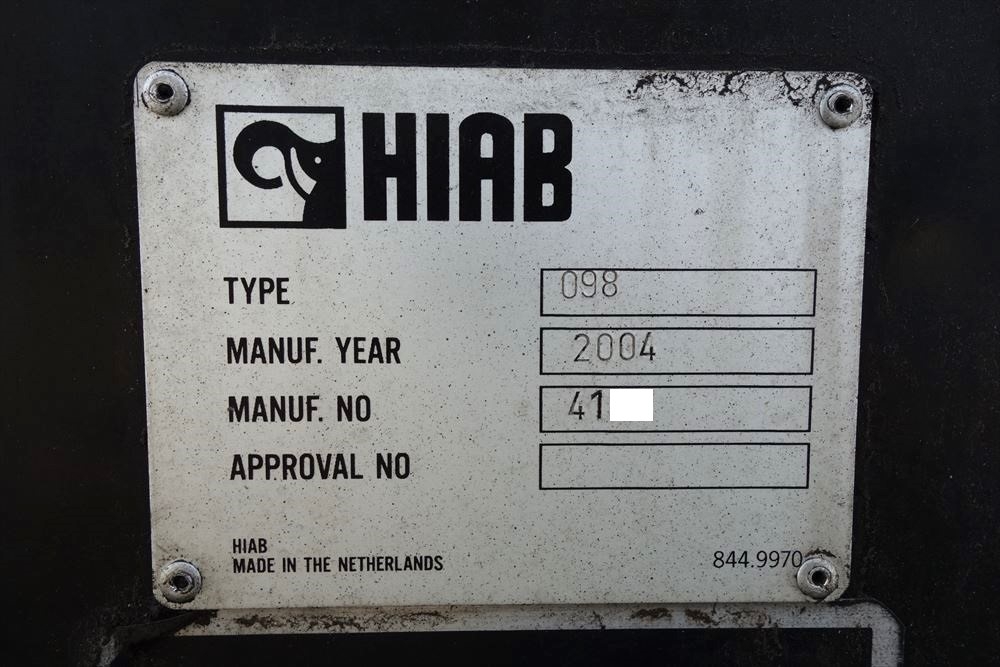 HIAB
TYPE 098
MANUF. YEAR 2004
MANUF. NO 41
APPROVAL NO
HIAB
MADE IN THE NETHERLANDS
844.9970